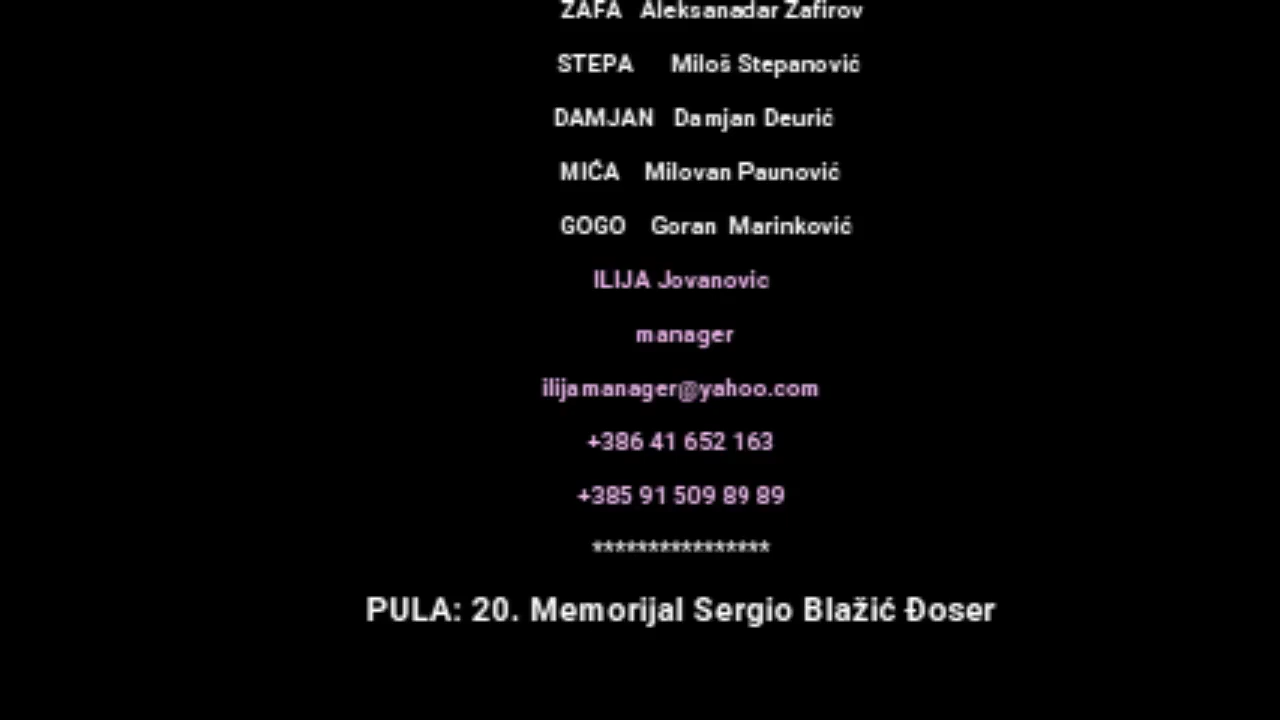 ZAFA Aleksanadar Zafirov
STEPA Miloš Stepanović
DAMJAN Damjan Deurić
MIĆA Milovan Paunović
GOGO Goran Marinković
ILIJA Jovanovic
manager
ilijamanager@yahoo.com
+386 41 652 163
+385 91 509 89 89
****************
PULA: 20. Memorijal Sergio Blažić Đoser